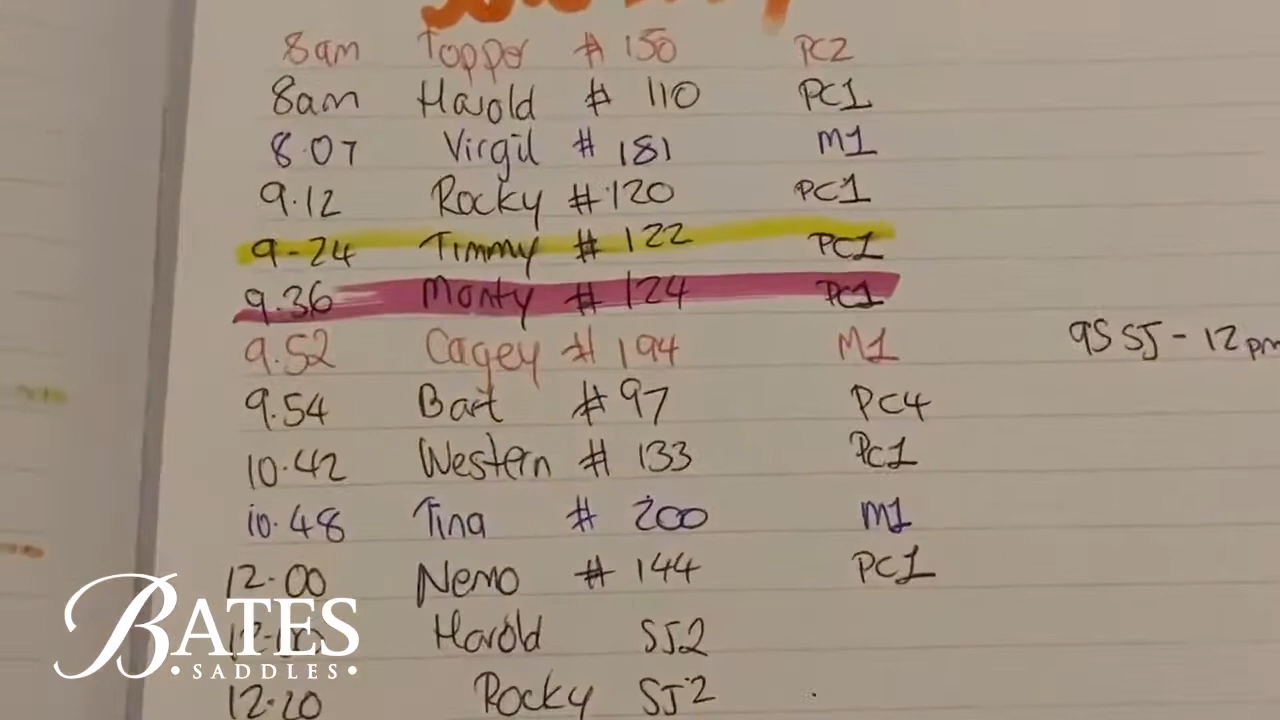 8am Topper # 150 PC2
8am Harold # 110 PC1
8.07 Virgil # 181 M1
9.12 Rocky # 120 PC1
9-24 Timmy # 122 PC1
9.36 Monty # 124 PC1
9.52 Cagey # 194 M1
9S SJ - 12pm
9.54 Bart # 97 PC4
10.42 Western # 133 PC1
10.48 Tina # 200 M1
12.00 Nemo # 144 PC1
Harold SJ2
12.20 Rocky SJ2
BATES
SADDLES